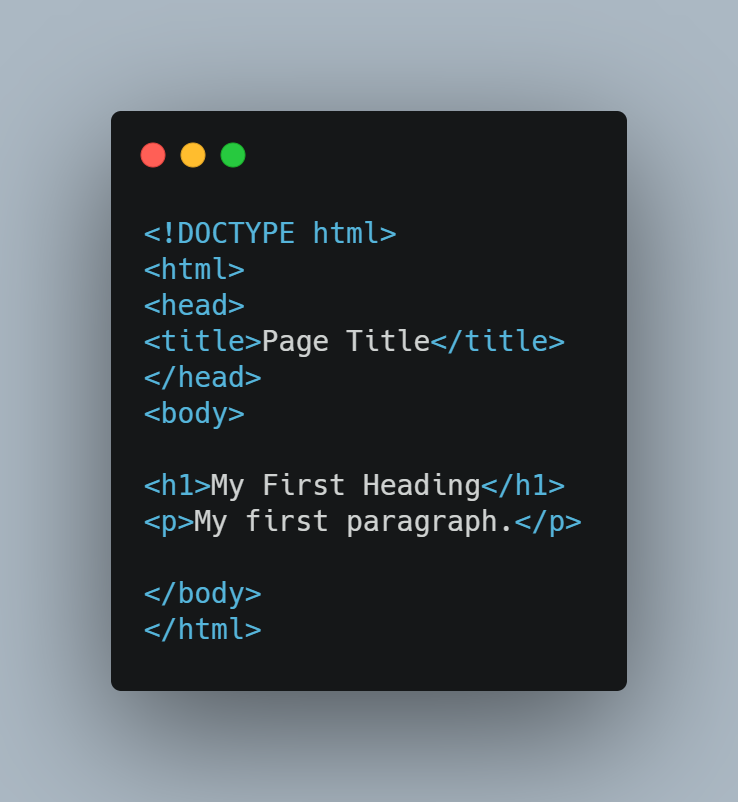 <!DOCTYPE html>
<html>
<head>
<title>Page Title</title>
</head>
<body>

<h1>My First Heading</h1>
<p>My first paragraph.</p>

</body>
</html>